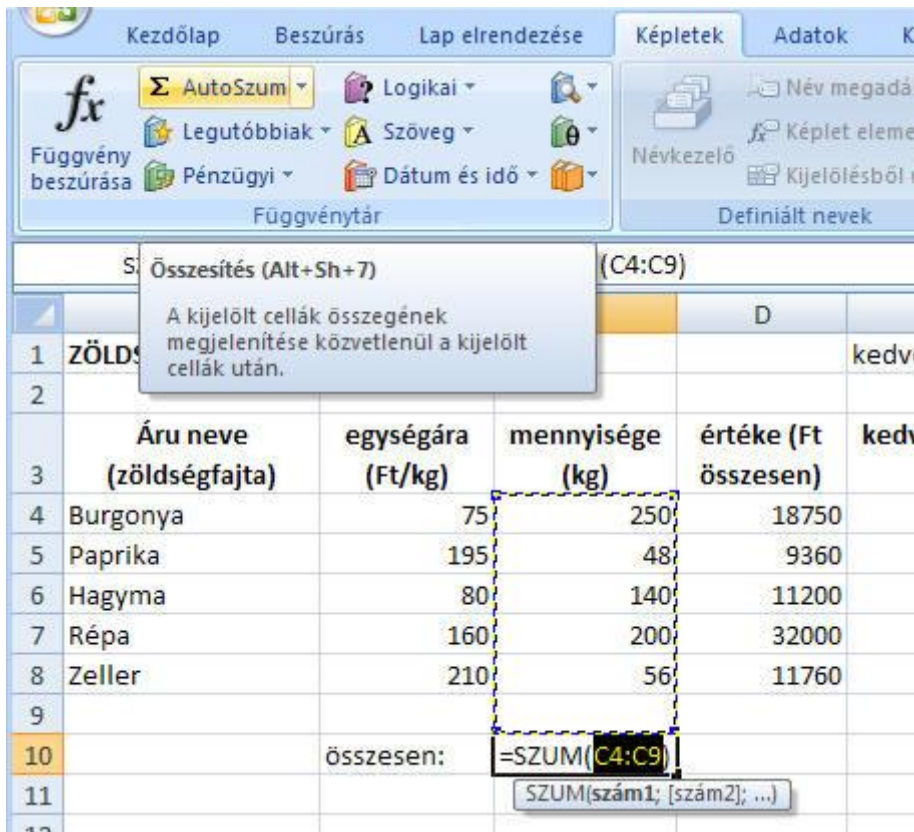 Kezdőlap Beszúrás Lap elrendezése Képletek Adatok K
fx
Függvény beszúrása
Σ AutoSzum
Legutóbbiak
Pénzügyi
Logikai
A Szöveg
Dátum és idő
θ
Függvénytár
Névkezelő
Név megadá
fx Képlet eleme
Kijelölésből
Definiált nevek
(C4:C9)
Összesítés (Alt+Sh+7)
A kijelölt cellák összegének
megjelenítése közvetlenül a kijelölt
cellák után.
D
1 ZÖLDS kedv
2
3 Áru neve (zöldségfajta) egységára (Ft/kg) mennyisége (kg) értéke (Ft összesen) kedv
4 Burgonya 75 250 18750
5 Paprika 195 48 9360
6 Hagyma 80 140 11200
7 Répa 160 200 32000
8 Zeller 210 56 11760
9
10 összesen: =SZUM(C4:C9)
11 SZUM(szám1; [szám2]; ...)